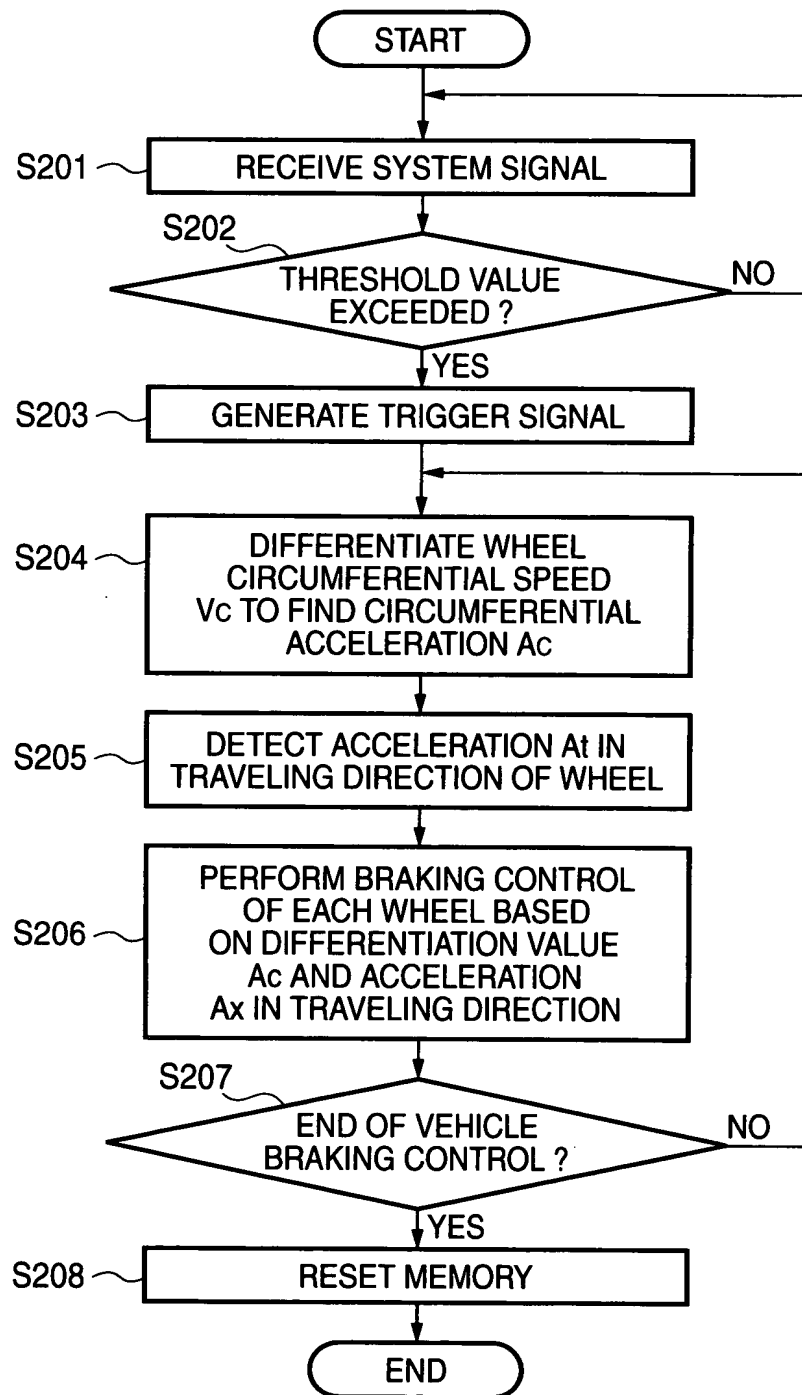 START
S201
RECEIVE SYSTEM SIGNAL
S202
THRESHOLD VALUE
EXCEEDED ?
NO
YES
S203
GENERATE TRIGGER SIGNAL
S204
DIFFERENTIATE WHEEL
CIRCUMFERENTIAL SPEED
Vc TO FIND CIRCUMFERENTIAL
ACCELERATION Ac
S205
DETECT ACCELERATION At IN
TRAVELING DIRECTION OF WHEEL
S206
PERFORM BRAKING CONTROL
OF EACH WHEEL BASED
ON DIFFERENTIATION VALUE
Ac AND ACCELERATION
Ax IN TRAVELING DIRECTION
S207
END OF VEHICLE
BRAKING CONTROL ?
NO
YES
S208
RESET MEMORY
END